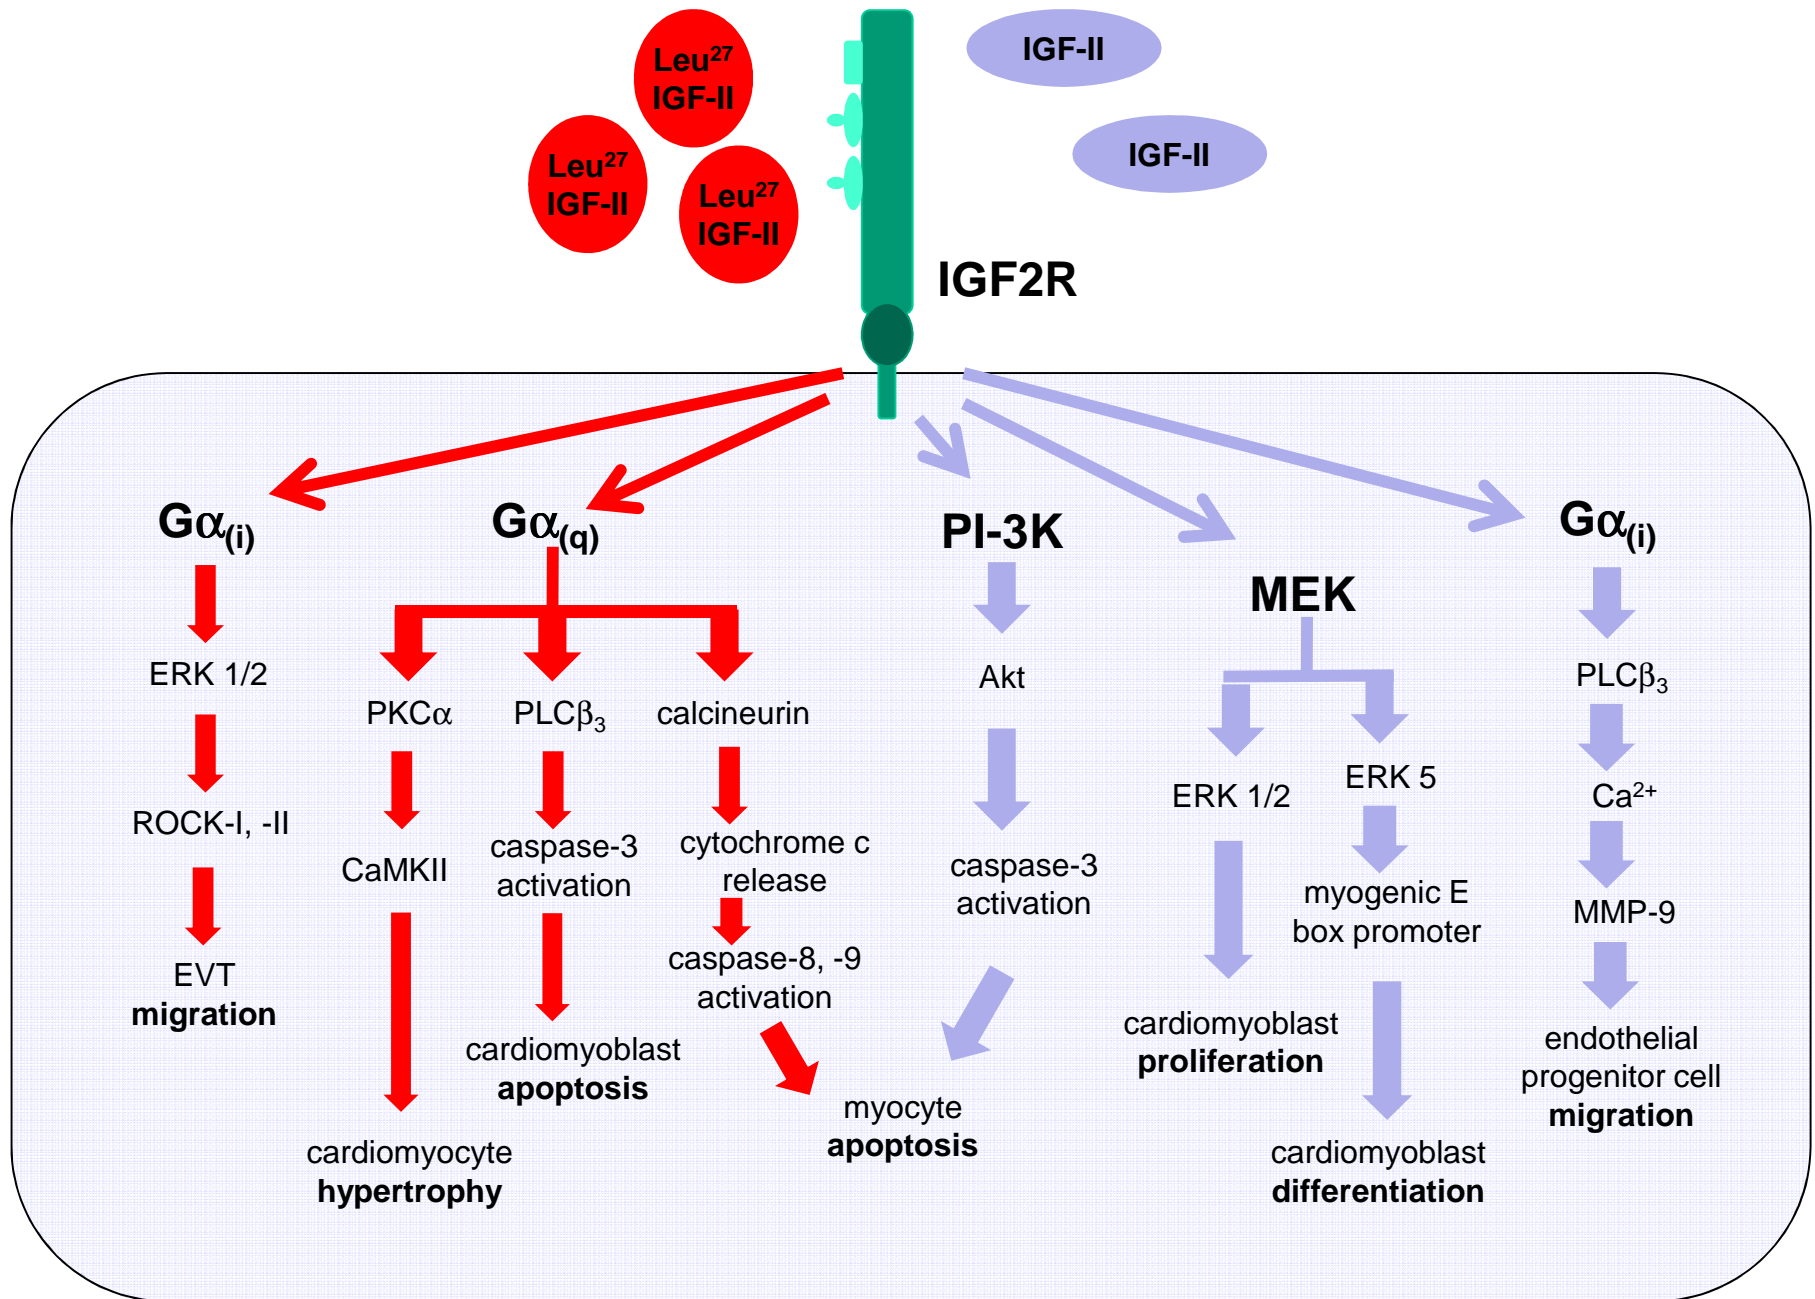 Leu²⁷
IGF-II
Leu²⁷
IGF-II
Leu²⁷
IGF-II
IGF-II
IGF-II
IGF2R
Gα(i)
ERK 1/2
ROCK-I, -II
EVT
migration
Gα(q)
PKCα
CaMKII
cardiomyocyte
hypertrophy
PLCβ₃
caspase-3
activation
cardiomyoblast
apoptosis
calcineurin
cytochrome c
release
caspase-8, -9
activation
myocyte
apoptosis
PI-3K
Akt
caspase-3
activation
MEK
ERK 1/2
cardiomyoblast
proliferation
ERK 5
myogenic E
box promoter
cardiomyoblast
differentiation
Gα(i)
PLCβ₃
Ca²⁺
MMP-9
endothelial
progenitor cell
migration